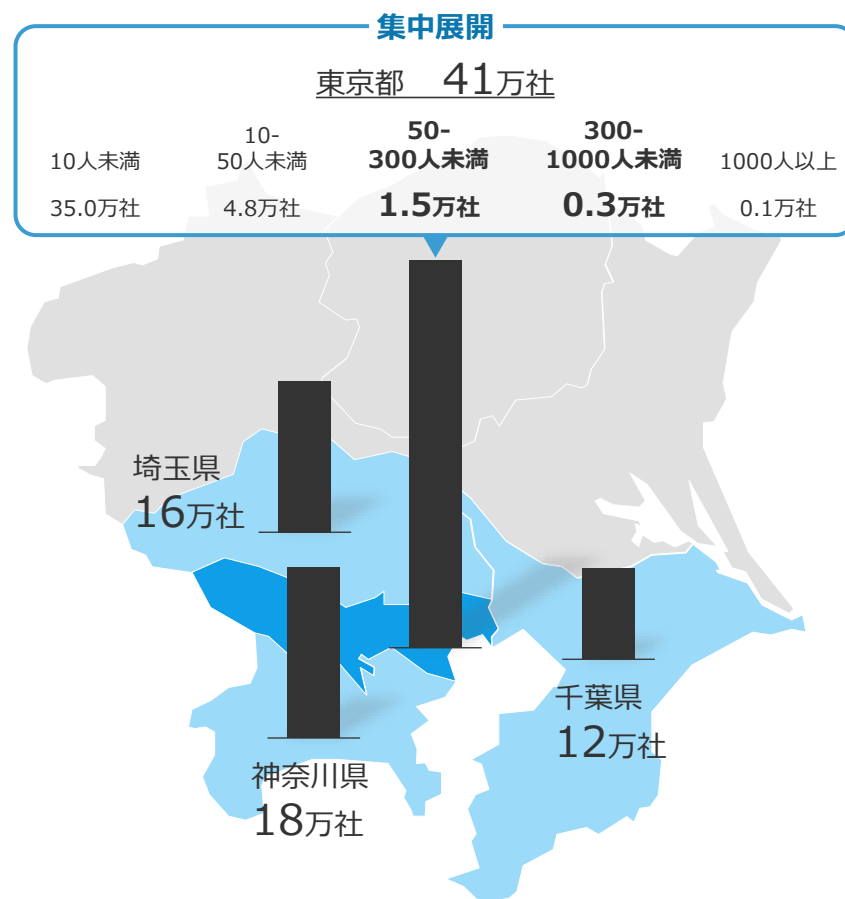 集中展開
東京都 41万社
10人未満
10-
50人未満
50-
300人未満
300-
1000人未満
1000人以上
35.0万社
4.8万社
1.5万社
0.3万社
0.1万社
埼玉県
16万社
千葉県
12万社
神奈川県
18万社